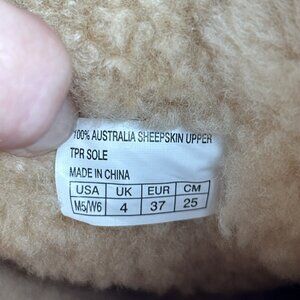 100% AUSTRALIA SHEEPSKIN UPPER
TPR SOLE
MADE IN CHINA
USA UK EUR CM
M5/W6 4 37 25